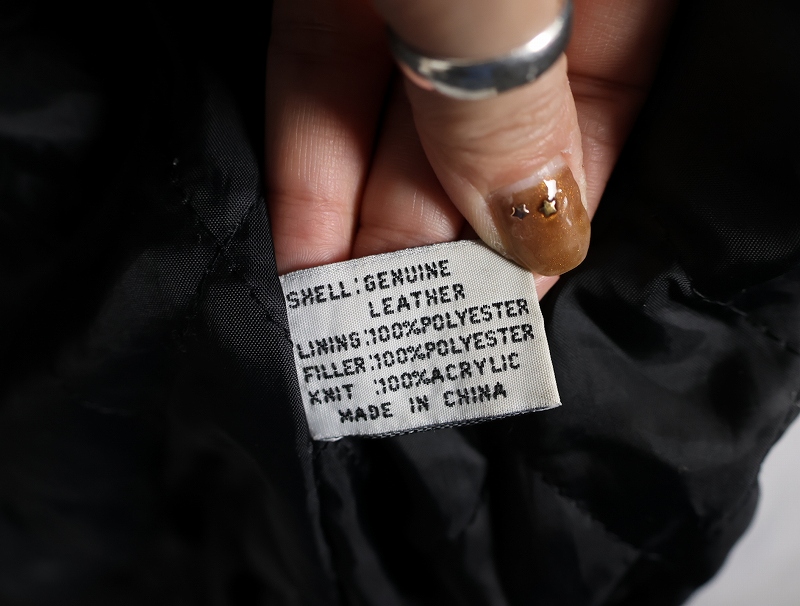 SHELL:GENUINE
LEATHER
LINING:100%POLYESTER
FILLER:100%POLYESTER
KNIT :100%ACRYLIC
MADE IN CHINA